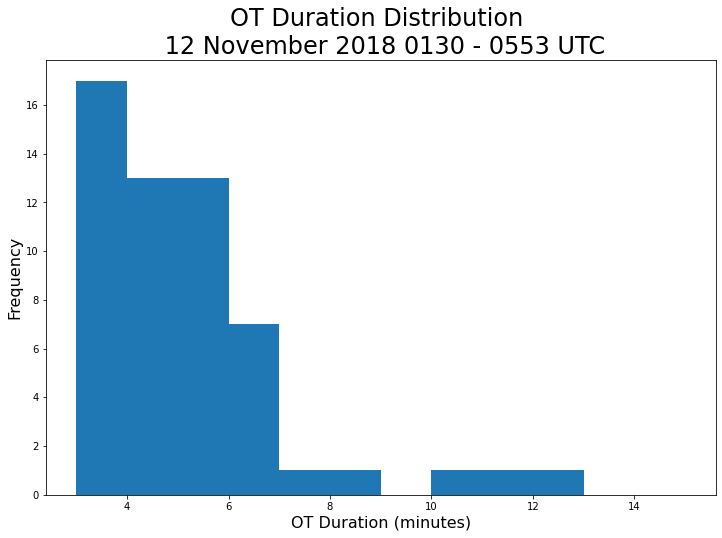 OT Duration Distribution
12 November 2018 0130 - 0553 UTC
16
14
12
10
8
6
4
2
0
Frequency
4 6 8 10 12 14
OT Duration (minutes)